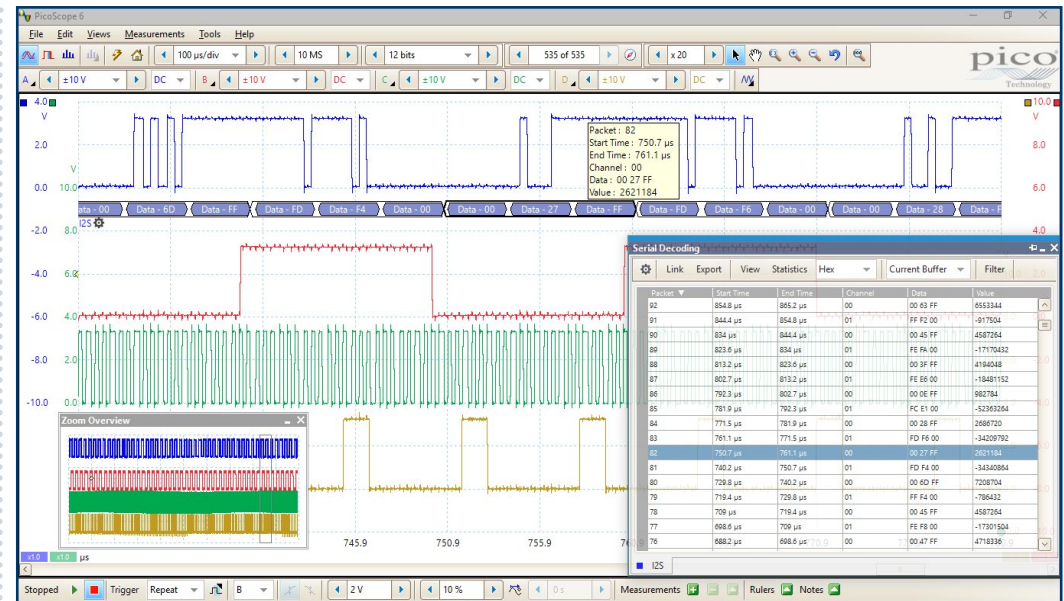 PicoScope 6
File Edit Views Measurements Tools Help
100 µs/div 10 MS 12 bits 535 of 535 x 20
pico
Technology
A ±10 V DC B ±10 V DC C ±10 V DC D ±10 V DC
4.0 10.0
V V
2.0 8.0
V
0.0 10.0 6.0
Data - 00 Data - 6D Data - FF Data - FD Data - F4 Data - 00 Data - 00 Data - 27 Data - FF Data - FD Data - F6 Data - 00 Data - 00 Data - 28 Data - F
I2S
-2.0 8.0 4.0
-4.0 6.0
-6.0 4.0
-8.0 2.0
-10.0 0.0
Packet : 82
Start Time : 750.7 µs
End Time : 761.1 µs
Channel : 00
Data : 00 27 FF
Value : 2621184
Serial Decoding
Link Export View Statistics Hex Current Buffer Filter
Packet Start Time End Time Channel Data Value
92 854.8 µs 865.2 µs 00 00 63 FF 6553344
91 844.4 µs 854.8 µs 01 FF F2 00 -917504
90 834 µs 844.4 µs 00 00 45 FF 4587264
89 823.6 µs 834 µs 01 FE FA 00 -17170432
88 813.2 µs 823.6 µs 00 00 3F FF 4194048
87 802.7 µs 813.2 µs 01 FE E6 00 -18481152
86 792.3 µs 802.7 µs 00 00 0E FF 982784
85 781.9 µs 792.3 µs 01 FC E1 00 -52363264
84 771.5 µs 781.9 µs 00 00 28 FF 2686720
83 761.1 µs 771.5 µs 01 FD F6 00 -34209792
82 750.7 µs 761.1 µs 00 00 27 FF 2621184
81 740.2 µs 750.7 µs 01 FD F4 00 -34340864
80 729.8 µs 740.2 µs 00 00 6D FF 7208704
79 719.4 µs 729.8 µs 01 FF F4 00 -786432
78 709 µs 719.4 µs 00 00 45 FF 4587264
77 698.6 µs 709 µs 01 FE F8 00 -17301504
76 688.2 µs 698.6 µs 00 00 47 FF 4718336
I2S
Zoom Overview
745.9 750.9 755.9
x1.0 x1.0 µs
Stopped Trigger Repeat B 2 V 10 % 0 s Measurements Rulers Notes